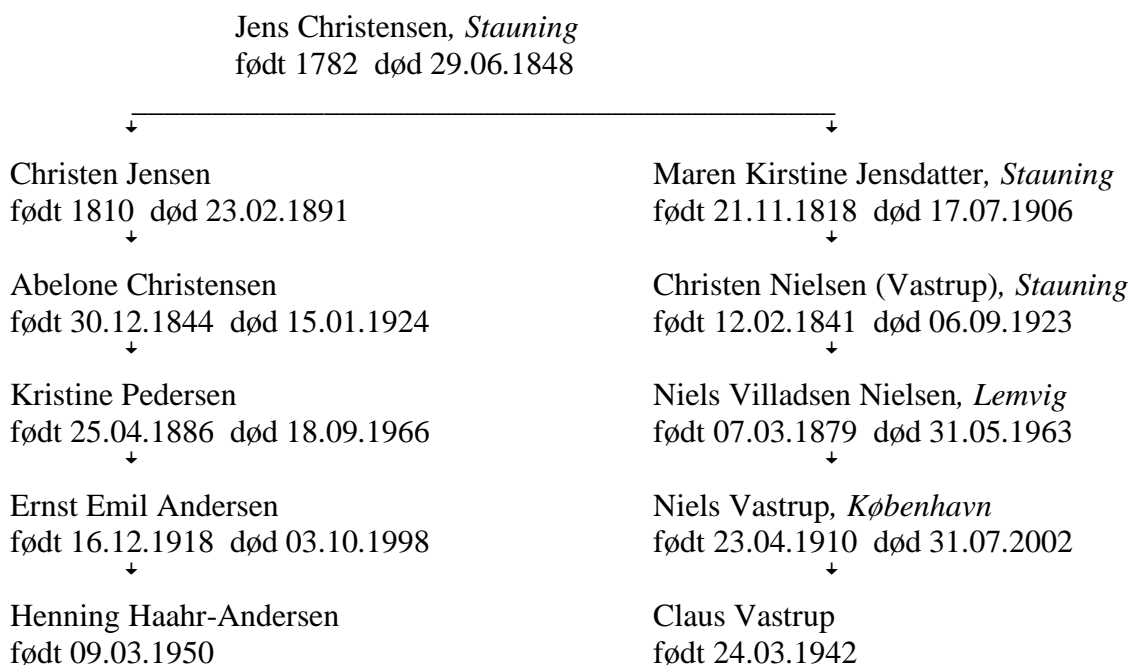 Jens Christensen, Stauning
født 1782 død 29.06.1848
Christen Jensen
født 1810 død 23.02.1891
Abelone Christensen
født 30.12.1844 død 15.01.1924
Kristine Pedersen
født 25.04.1886 død 18.09.1966
Ernst Emil Andersen
født 16.12.1918 død 03.10.1998
Henning Haahr-Andersen
født 09.03.1950
Maren Kirstine Jensdatter, Stauning
født 21.11.1818 død 17.07.1906
Christen Nielsen (Vastrup), Stauning
født 12.02.1841 død 06.09.1923
Niels Villadsen Nielsen, Lemvig
født 07.03.1879 død 31.05.1963
Niels Vastrup, København
født 23.04.1910 død 31.07.2002
Claus Vastrup
født 24.03.1942